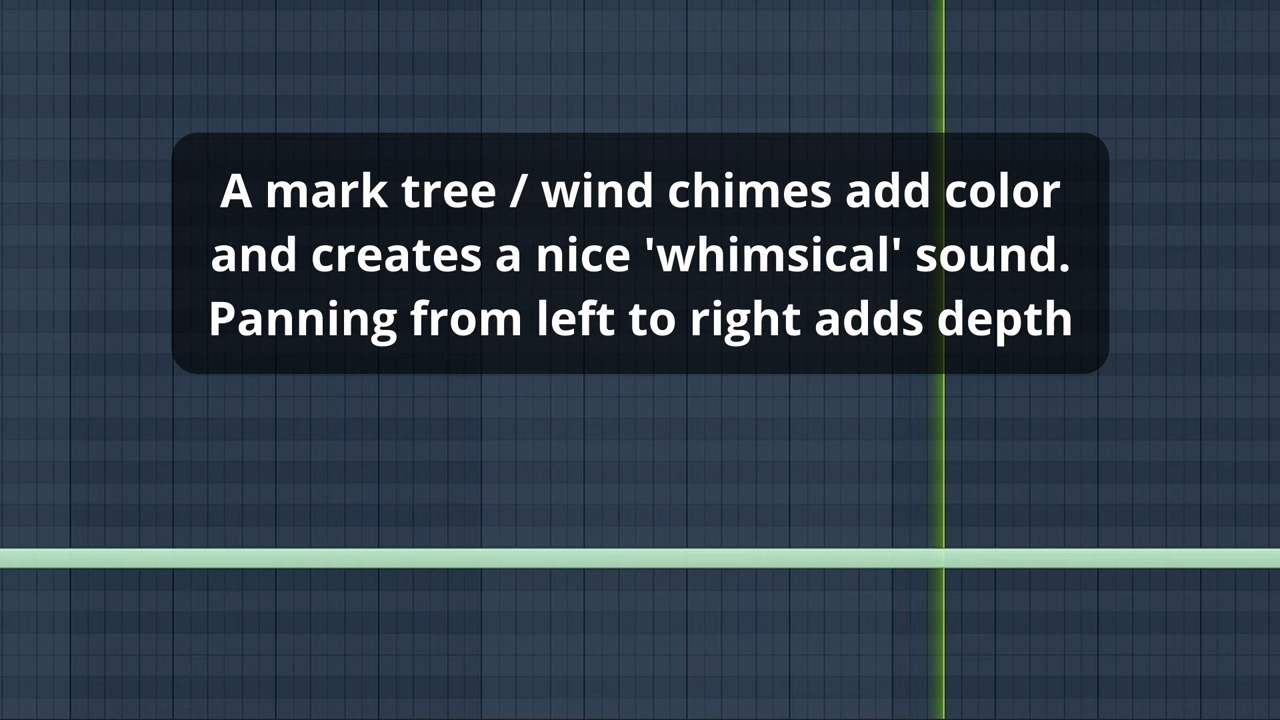 A mark tree / wind chimes add color
and creates a nice 'whimsical' sound.
Panning from left to right adds depth